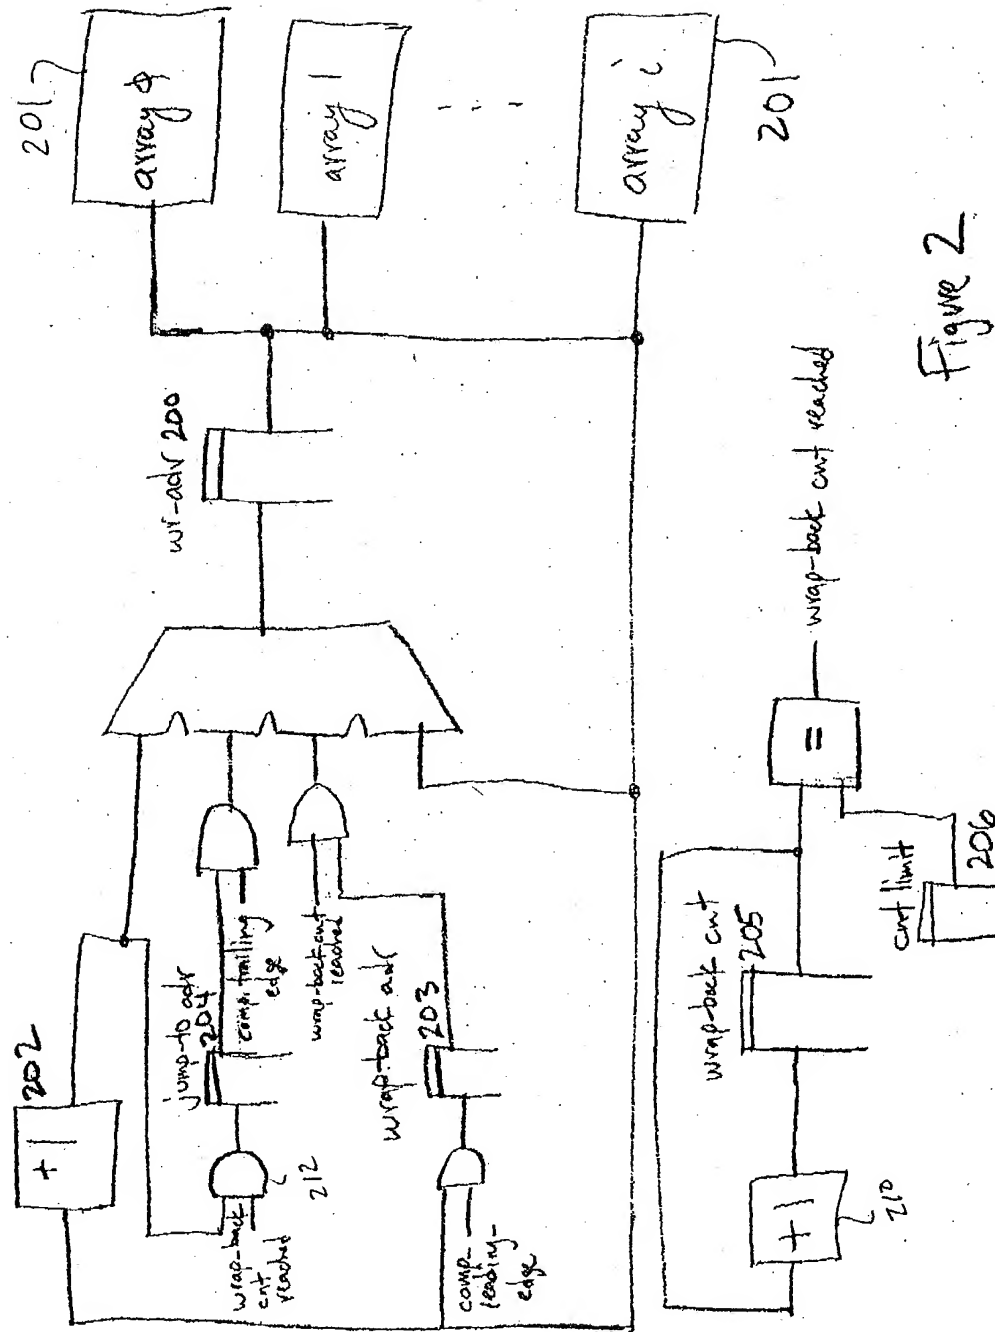 +1
202
wrap-back
cnt
reached
212
jump-to adr
204
comp. trailing
edge
wrap-back cnt
reached
comp_
leading-
edge
wrap-back adr
203
wr-adr 200
array φ
201
array 1
array i
201
+1
210
wrap-back cnt
205
cnt limit
206
=
wrap-back cnt reached
Figure 2